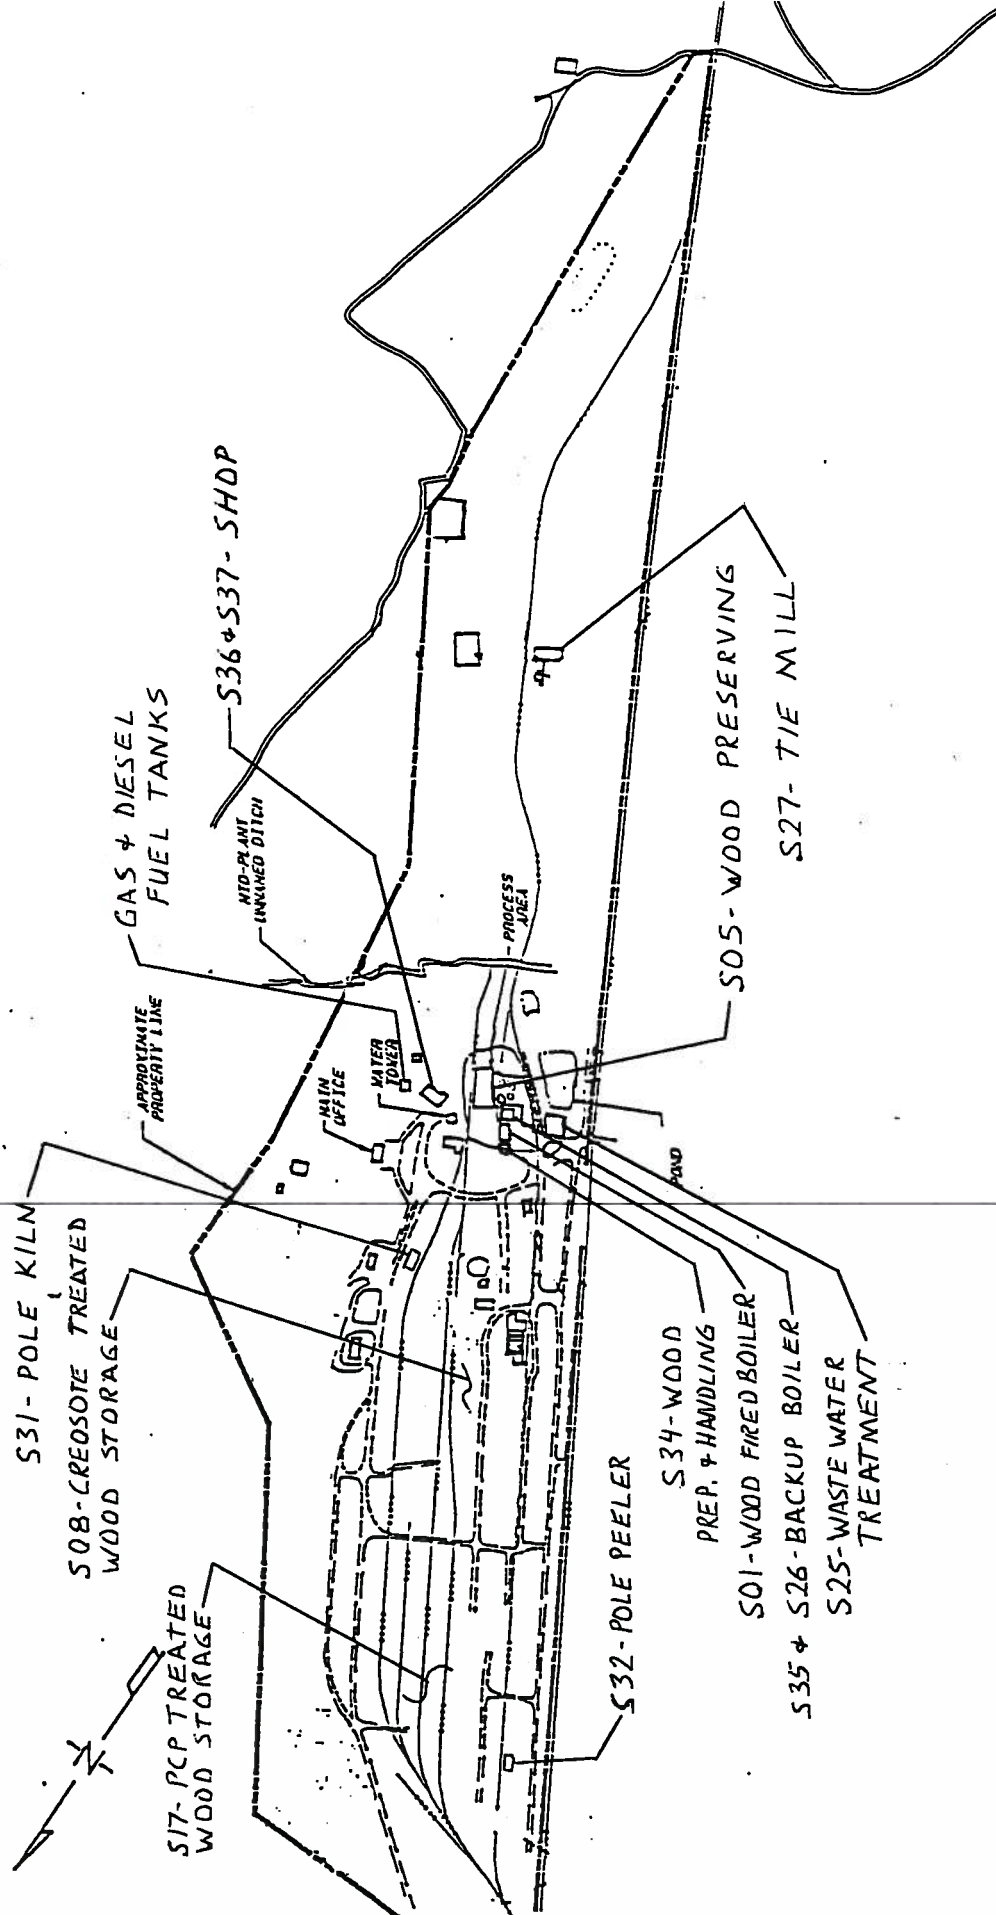 S31- POLE KILN
S08-CREOSOTE TREATED
WOOD STORAGE
S17- PCP TREATED
WOOD STORAGE
N
APPROXIMATE
PROPERTY LINE
GAS & DIESEL
FUEL TANKS
S36 & S37 - SHOP
MID-PLANT
UNNAMED DITCH
MAIN
OFFICE
WATER
TOWER
PROCESS
AREA
S05- WOOD PRESERVING
S27- TIE MILL
POND
S32-POLE PEELER
S34-WOOD
PREP. & HANDLING
S01-WOOD FIRED BOILER
S35 & S26-BACKUP BOILER
S25-WASTE WATER
TREATMENT